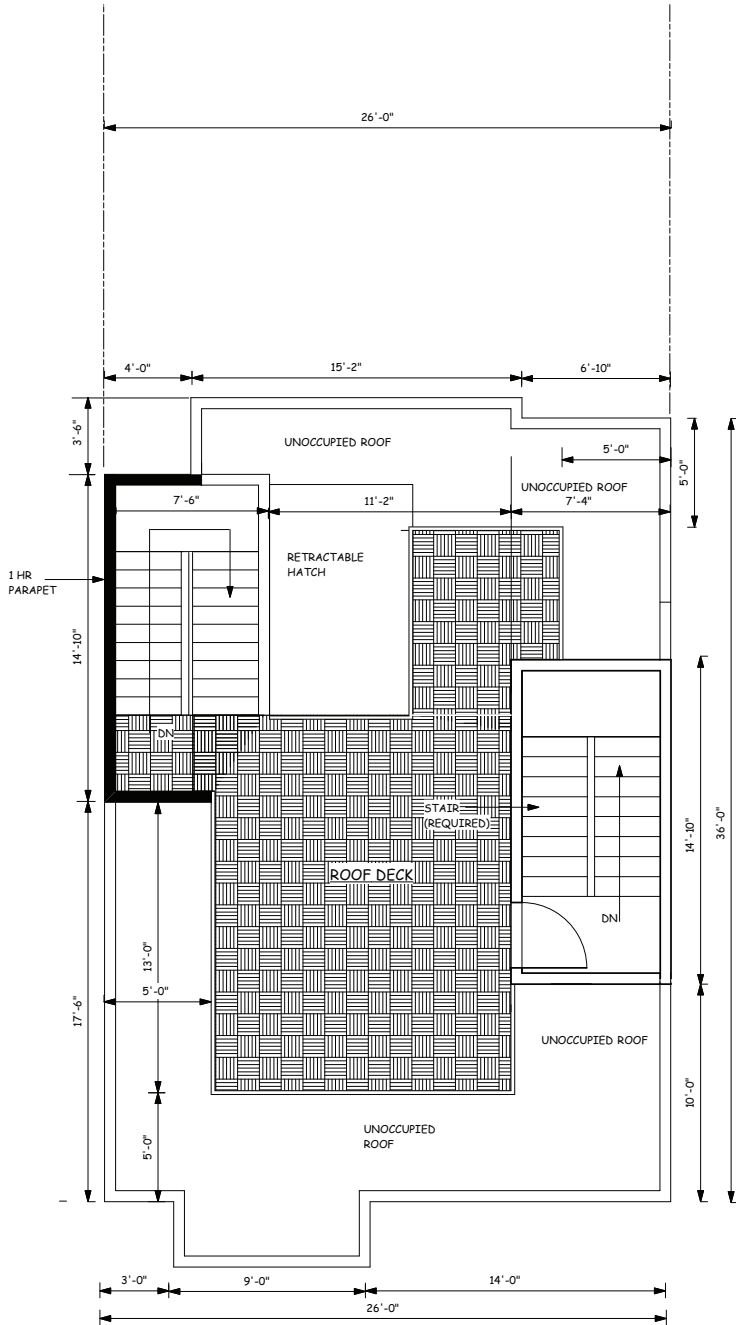 26'-0"
4'-0"
15'-2"
6'-10"
3'-6"
UNOCCUPIED ROOF
5'-0"
5'-0"
UNOCCUPIED ROOF
7'-6"
11'-2"
7'-4"
RETRACTABLE
HATCH
1 HR
PARAPET
14'-10"
DN
STAIR
(REQUIRED)
14'-10"
36'-0"
ROOF DECK
DN
13'-0"
5'-0"
17'-6"
UNOCCUPIED ROOF
10'-0"
UNOCCUPIED
ROOF
5'-0"
3'-0"
9'-0"
14'-0"
26'-0"